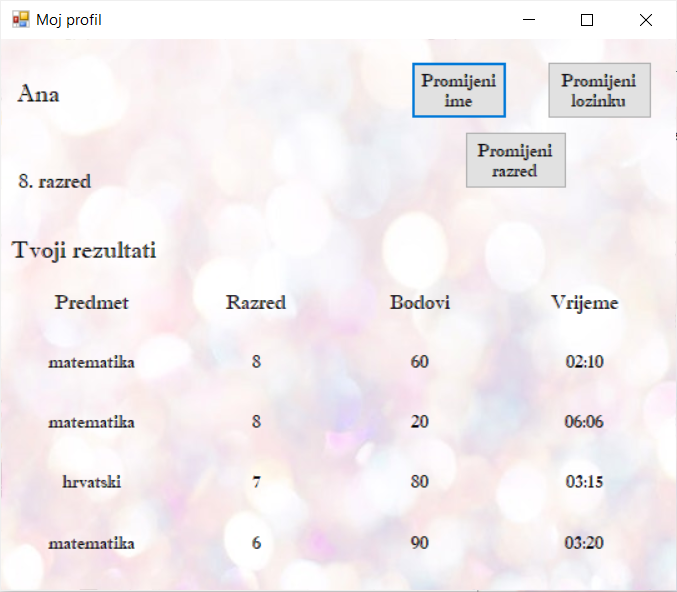 Moj profil
Ana
Promijeni
ime
Promijeni
lozinku
Promijeni
razred
8. razred
Tvoji rezultati
Predmet Razred Bodovi Vrijeme
matematika 8 60 02:10
matematika 8 20 06:06
hrvatski 7 80 03:15
matematika 6 90 03:20